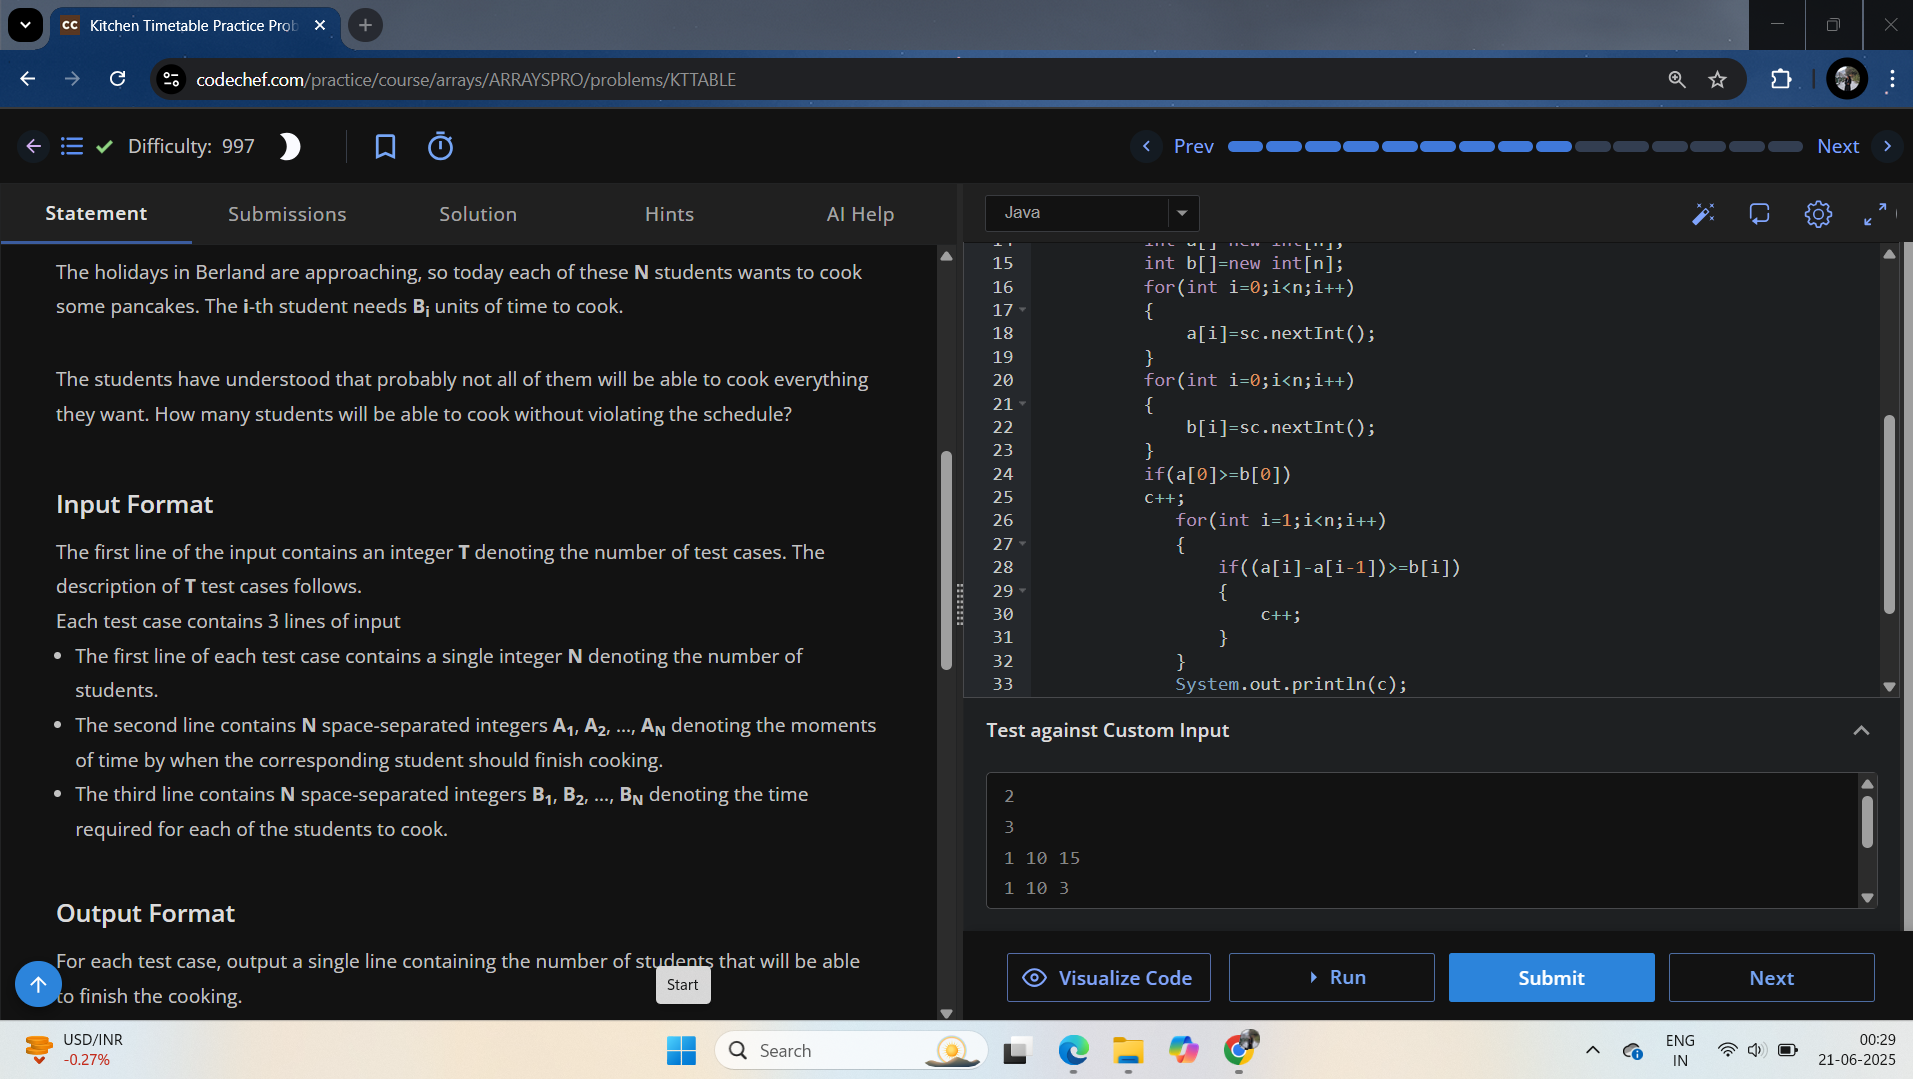 CC Kitchen Timetable Practice Prob
codechef.com/practice/course/arrays/ARRAYSPRO/problems/KTTABLE
Difficulty: 997
Prev
Next
Statement
Submissions
Solution
Hints
AI Help
The holidays in Berland are approaching, so today each of these N students wants to cook
some pancakes. The i-th student needs Bi units of time to cook.
The students have understood that probably not all of them will be able to cook everything
they want. How many students will be able to cook without violating the schedule?
Input Format
The first line of the input contains an integer T denoting the number of test cases. The
description of T test cases follows.
Each test case contains 3 lines of input
• The first line of each test case contains a single integer N denoting the number of
students.
• The second line contains N space-separated integers A1, A2, ..., AN denoting the moments
of time by when the corresponding student should finish cooking.
• The third line contains N space-separated integers B1, B2, ..., BN denoting the time
required for each of the students to cook.
Output Format
For each test case, output a single line containing the number of students that will be able
to finish the cooking.
Start
Java
14 int a[]=new int[n];
15 int b[]=new int[n];
16 for(int i=0;i<n;i++)
17 {
18 a[i]=sc.nextInt();
19 }
20 for(int i=0;i<n;i++)
21 {
22 b[i]=sc.nextInt();
23 }
24 if(a[0]>=b[0])
25 c++;
26 for(int i=1;i<n;i++)
27 {
28 if((a[i]-a[i-1])>=b[i])
29 {
30 c++;
31 }
32 }
33 System.out.println(c);
Test against Custom Input
2
3
1 10 15
1 10 3
Visualize Code
Run
Submit
Next
USD/INR
-0.27%
Search
ENG
IN
00:29
21-06-2025